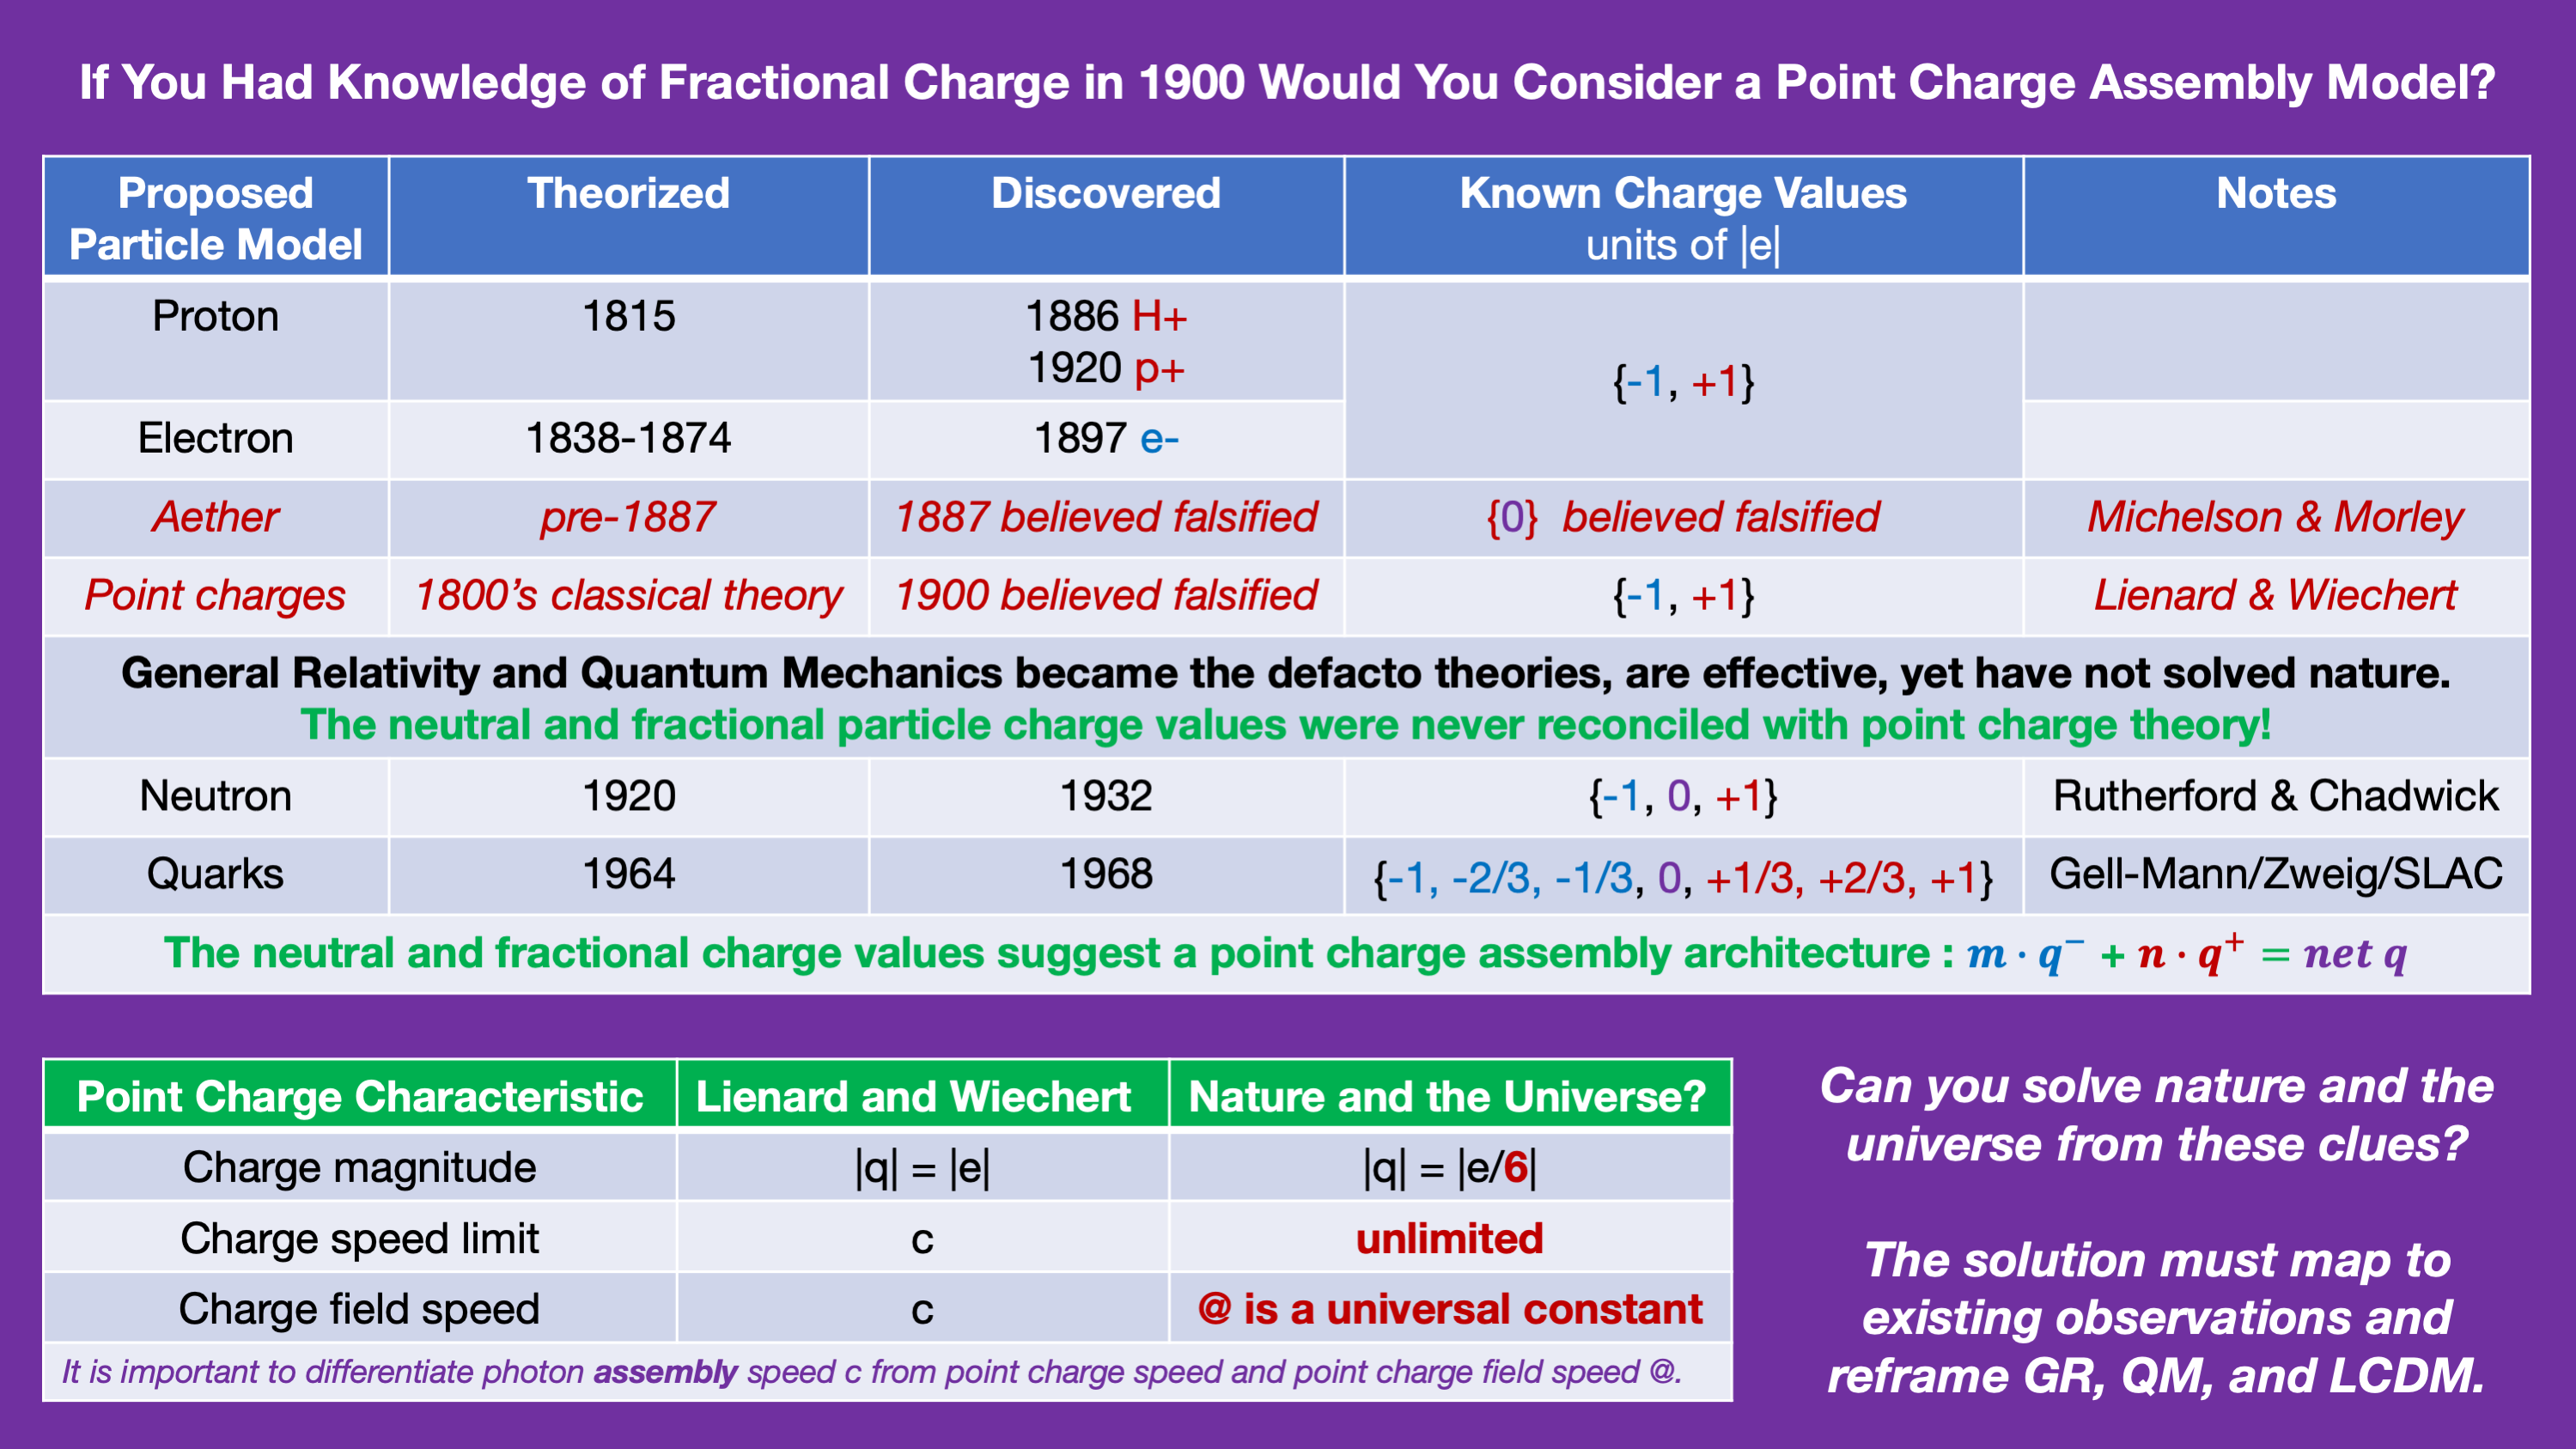 If You Had Knowledge of Fractional Charge in 1900 Would You Consider a Point Charge Assembly Model?
Proposed
Particle Model
Theorized
Discovered
Known Charge Values
units of |e|
Notes
Proton
1815
1886 H+
1920 p+
{-1, +1}
Electron
1838-1874
1897 e-
Aether
pre-1887
1887 believed falsified
{0} believed falsified
Michelson & Morley
Point charges
1800’s classical theory
1900 believed falsified
{-1, +1}
Lienard & Wiechert
General Relativity and Quantum Mechanics became the defacto theories, are effective, yet have not solved nature.
The neutral and fractional particle charge values were never reconciled with point charge theory!
Neutron
1920
1932
{-1, 0, +1}
Rutherford & Chadwick
Quarks
1964
1968
{-1, -2/3, -1/3, 0, +1/3, +2/3, +1}
Gell-Mann/Zweig/SLAC
The neutral and fractional charge values suggest a point charge assembly architecture : m · q⁻ + n · q⁺ = net q
Point Charge Characteristic
Lienard and Wiechert
Nature and the Universe?
Charge magnitude
|q| = |e|
|q| = |e/6|
Charge speed limit
c
unlimited
Charge field speed
c
@ is a universal constant
It is important to differentiate photon assembly speed c from point charge speed and point charge field speed @.
Can you solve nature and the
universe from these clues?
The solution must map to
existing observations and
reframe GR, QM, and LCDM.